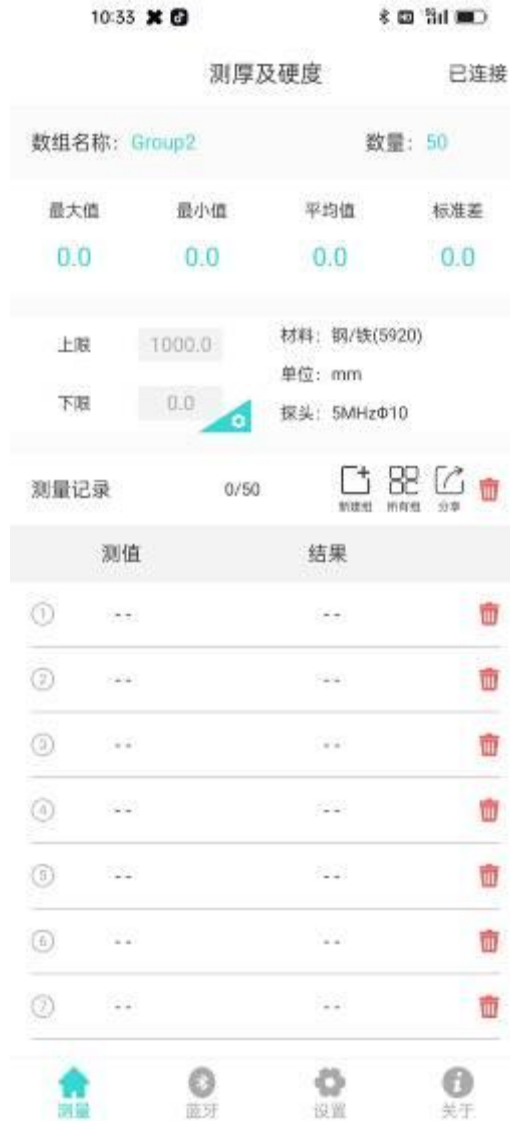 10:33
测厚及硬度 已连接
数组名称：Group2 数量：50
最大值 最小值 平均值 标准差
0.0 0.0 0.0 0.0
上限 1000.0 材料：钢/铁(5920)
单位：mm
下限 0.0 探头：5MHzΦ10
测量记录 0/50 新建组 所有组 分享
测值 结果
① -- --
② -- --
③ -- --
④ -- --
⑤ -- --
⑥ -- --
⑦ -- --
测量 蓝牙 设置 关于